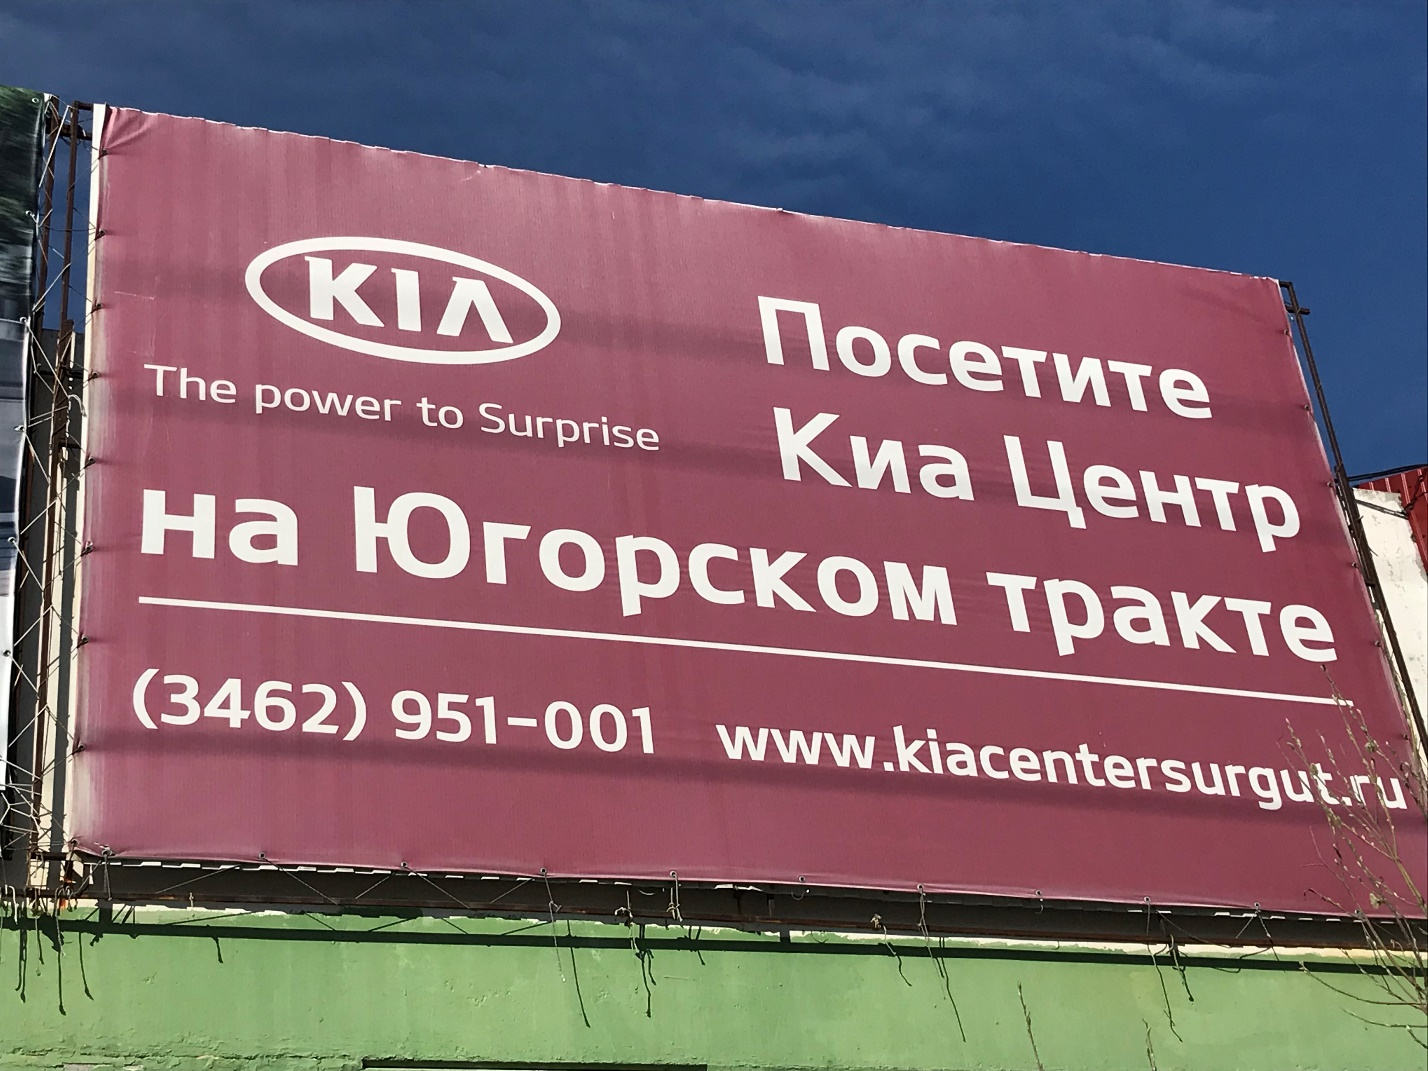 KIA
The power to Surprise
Посетите
Киа Центр
на Югорском тракте
(3462) 951-001 www.kiacentersurgut.ru